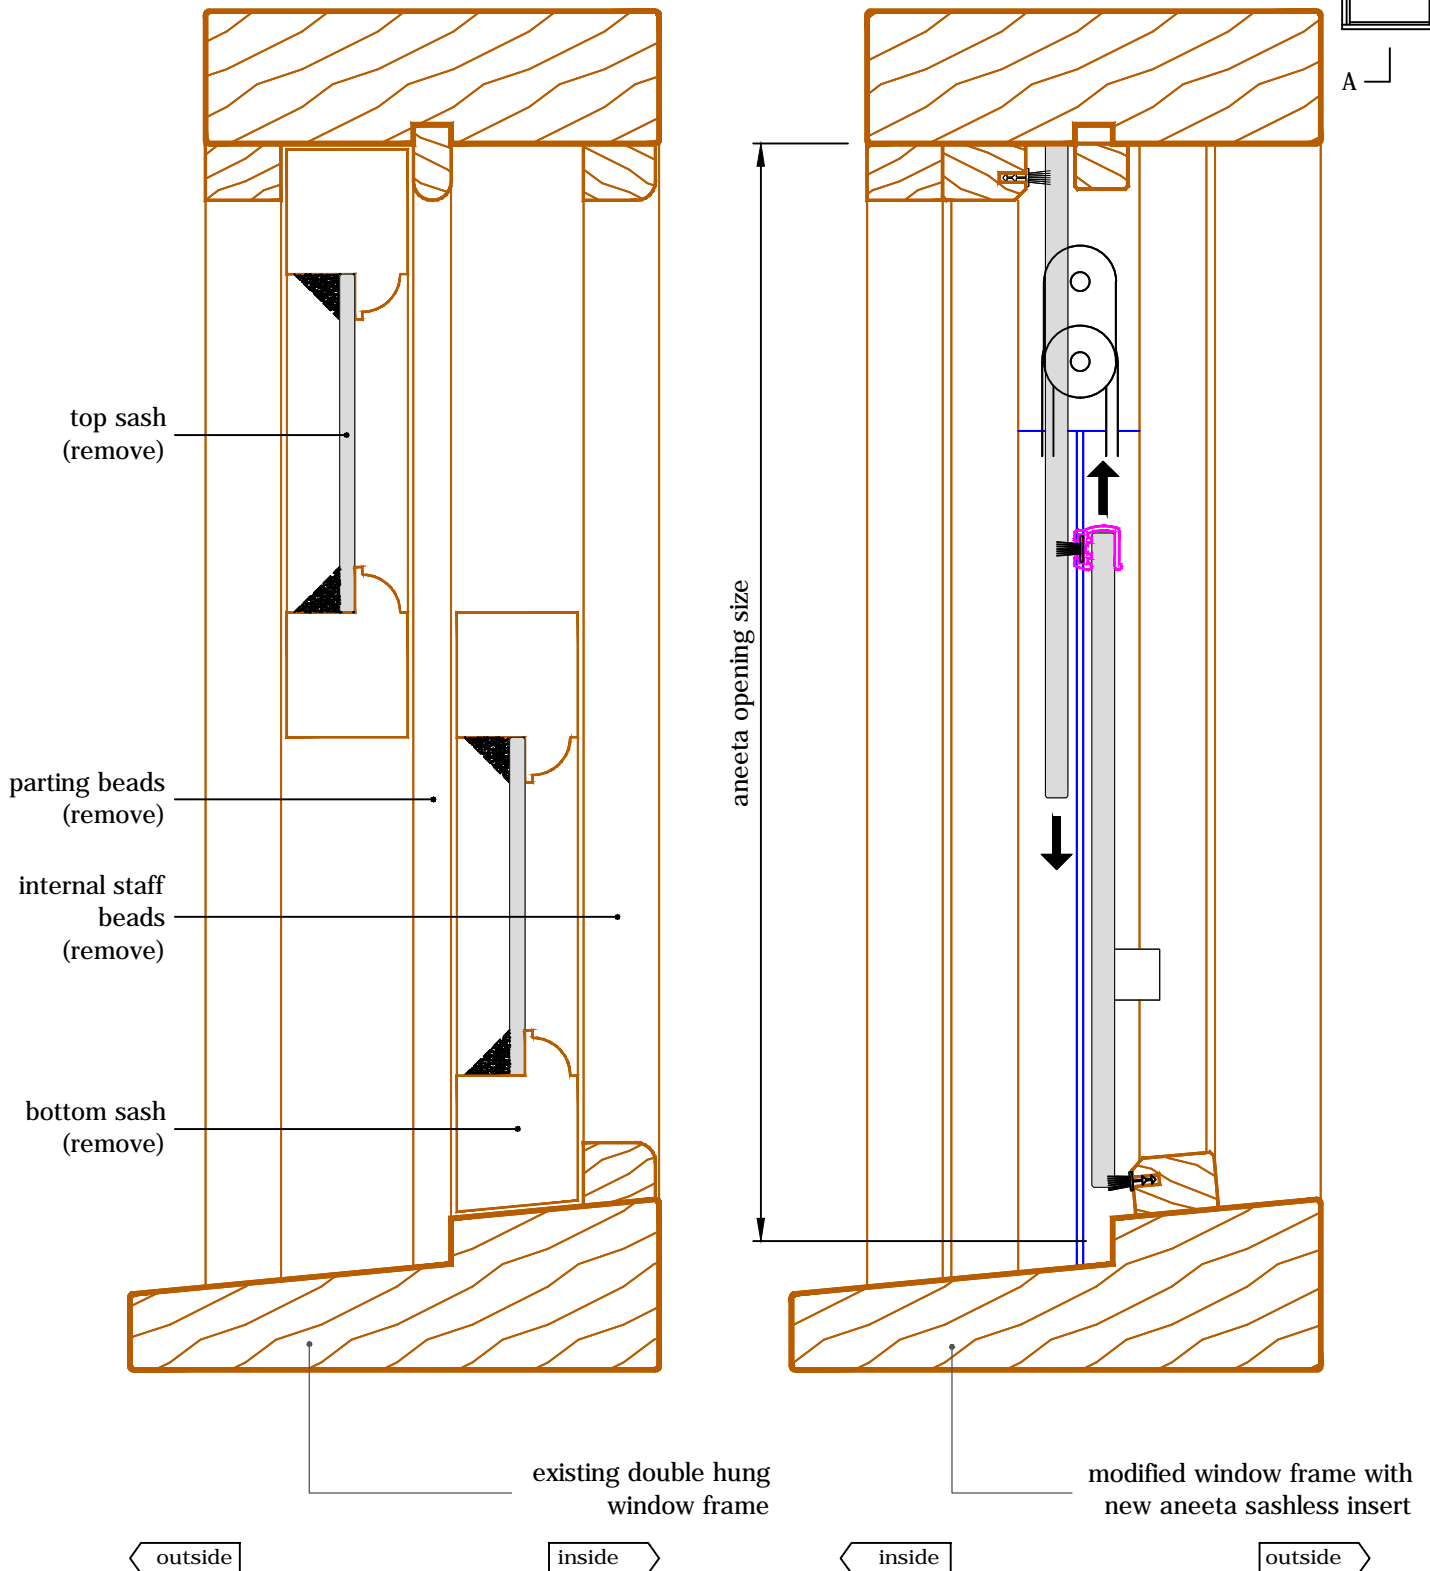 A
top sash
(remove)
parting beads
(remove)
internal staff
beads
(remove)
bottom sash
(remove)
aneeta opening size
existing double hung
window frame
modified window frame with
new aneeta sashless insert
outside
inside
inside
outside